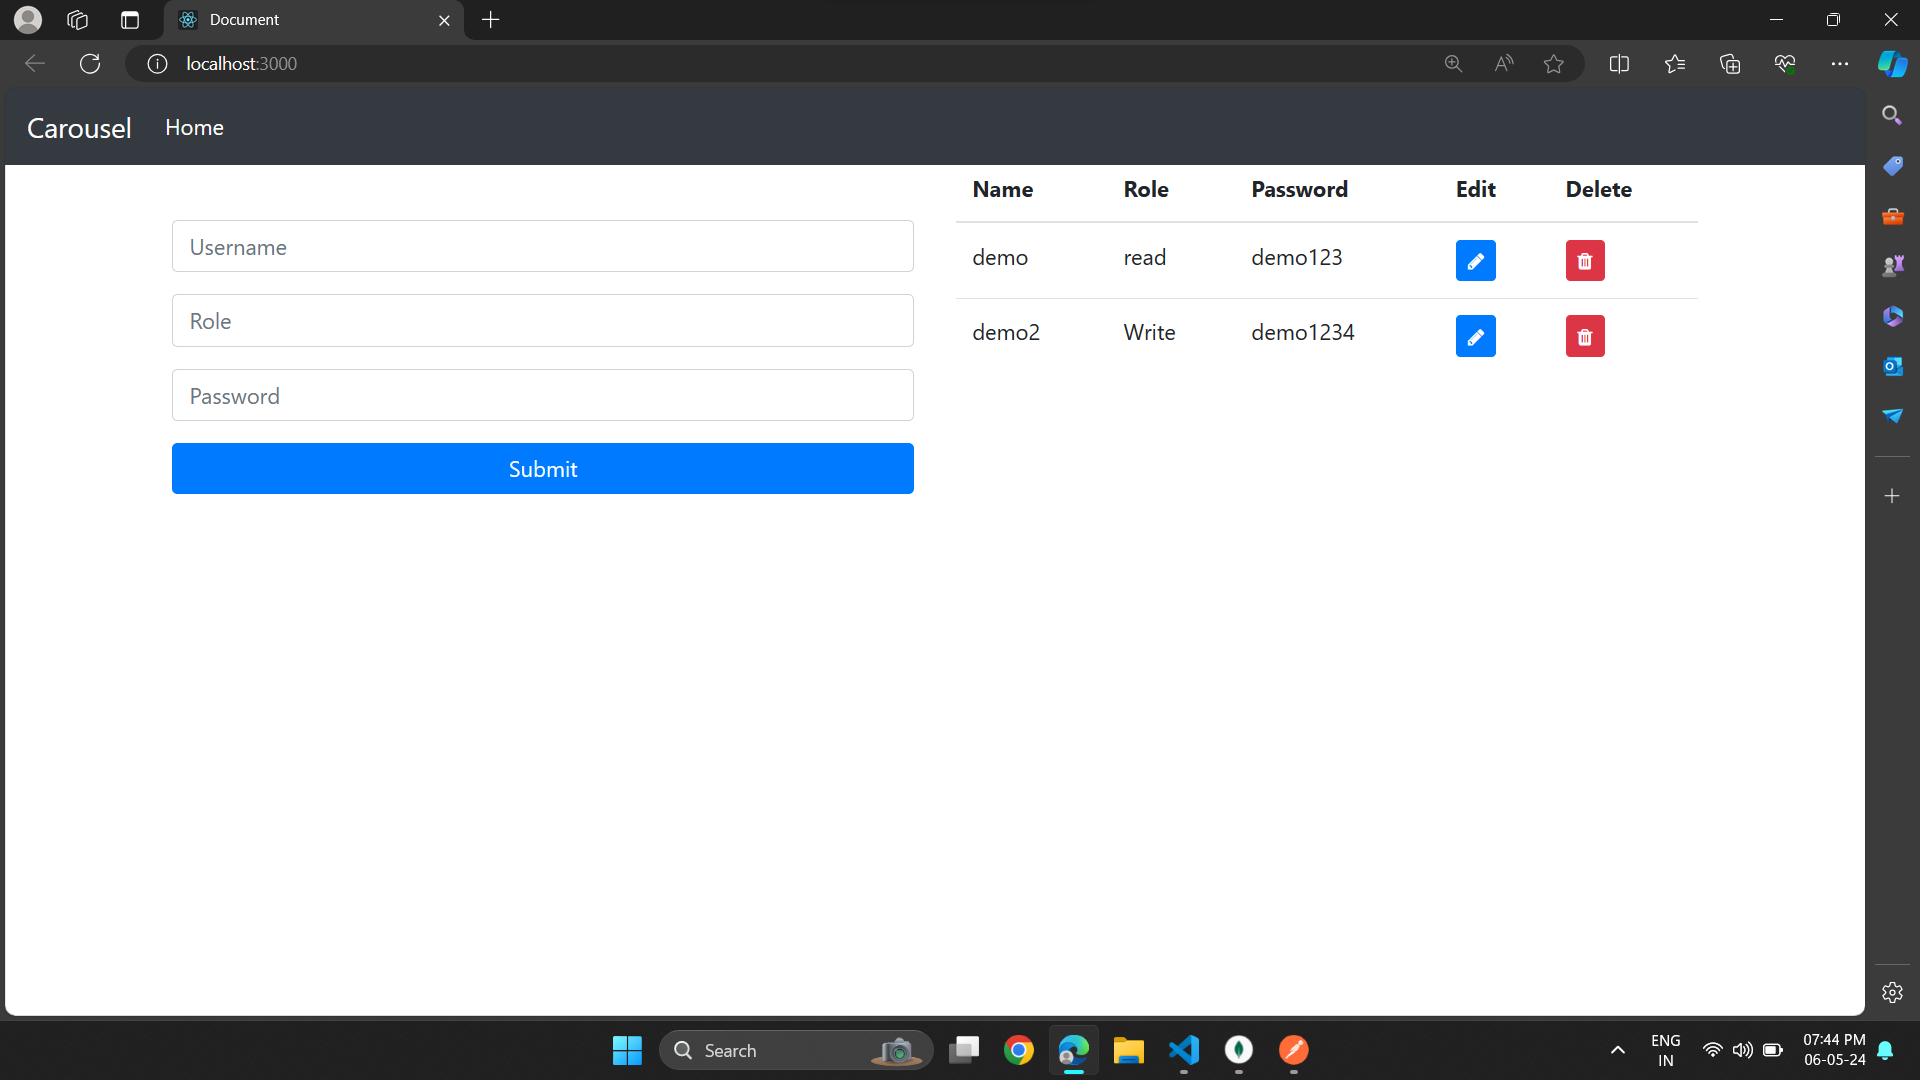 Document
localhost:3000
Carousel Home
Name Role Password Edit Delete
Username
demo read demo123
Role
demo2 Write demo1234
Password
Submit
Search
ENG
IN
07:44 PM
06-05-24